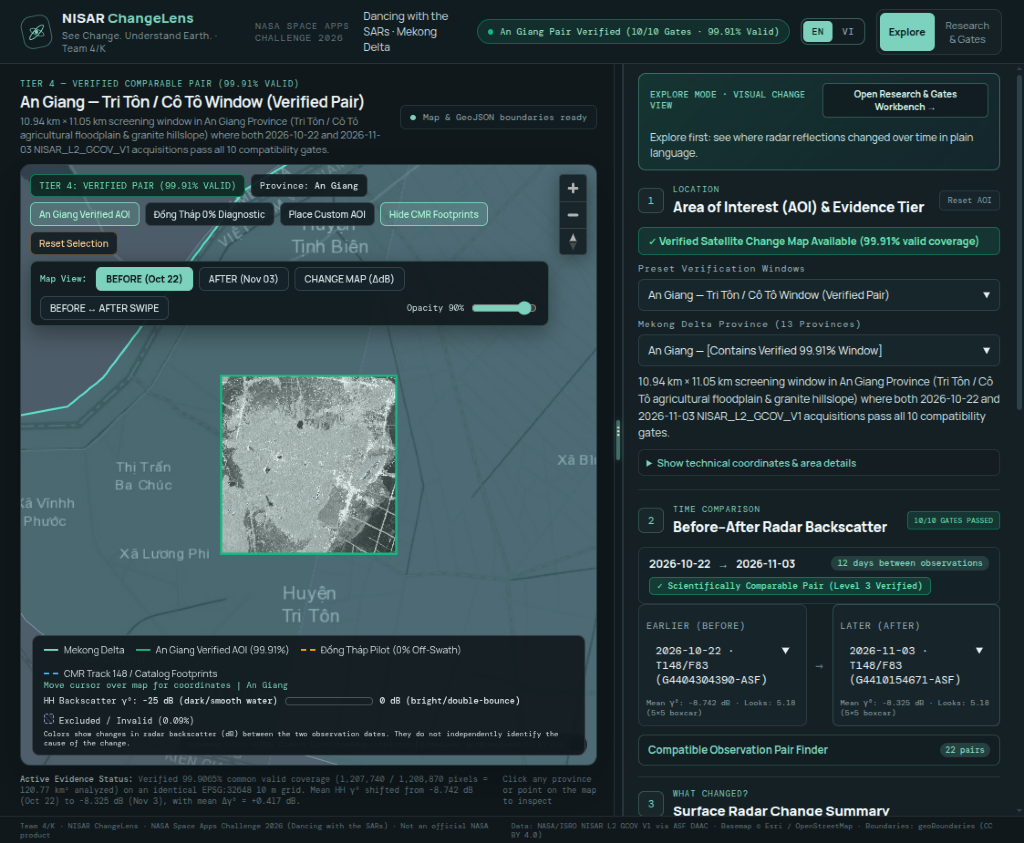 NISAR ChangeLens
See Change. Understand Earth. ·
Team 4/K
NASA SPACE APPS
CHALLENGE 2026
Dancing with the
SARs · Mekong
Delta
An Giang Pair Verified (10/10 Gates · 99.91% Valid)
EN VI
Explore
Research
& Gates
TIER 4 — VERIFIED COMPARABLE PAIR (99.91% VALID)
An Giang — Tri Tôn / Cô Tô Window (Verified Pair)
10.94 km × 11.05 km screening window in An Giang Province (Tri Tôn / Cô Tô
agricultural floodplain & granite hillslope) where both 2026-10-22 and 2026-11-
03 NISAR_L2_GCOV_V1 acquisitions pass all 10 compatibility gates.
Map & GeoJSON boundaries ready
TIER 4: VERIFIED PAIR (99.91% VALID)
Province: An Giang
An Giang Verified AOI
Đồng Tháp 0% Diagnostic
Place Custom AOI
Hide CMR Footprints
Reset Selection
Huyện
Tịnh Biên
Map View:
BEFORE (Oct 22)
AFTER (Nov 03)
CHANGE MAP (ΔdB)
BEFORE ↔ AFTER SWIPE
Opacity 90%
Thị Trấn
Ba Chúc
Xã Vĩnh
Phước
Xã Lương Phi
Huyện
Tri Tôn
Mekong Delta
An Giang Verified AOI (99.91%)
Đồng Tháp Pilot (0% Off-Swath)
CMR Track 148 / Catalog Footprints
Move cursor over map for coordinates | An Giang
HH Backscatter γ⁰: -25 dB (dark/smooth water)
0 dB (bright/double-bounce)
Excluded / Invalid (0.09%)
Colors show changes in radar backscatter (dB) between the two observation dates. They do not independently identify the
cause of the change.
Active Evidence Status: Verified 99.9065% common valid coverage (1,207,740 / 1,208,870 pixels =
120.77 km² analyzed) on an identical EPSG:32648 10 m grid. Mean HH γ⁰ shifted from -8.742 dB
(Oct 22) to -8.325 dB (Nov 3), with mean Δγ⁰ = +0.417 dB.
Click any province
or point on the map
to inspect
EXPLORE MODE · VISUAL CHANGE
VIEW
Open Research & Gates
Workbench →
Explore first: see where radar reflections changed over time in plain
language.
1
LOCATION
Area of Interest (AOI) & Evidence Tier
Reset AOI
✓ Verified Satellite Change Map Available (99.91% valid coverage)
Preset Verification Windows
An Giang — Tri Tôn / Cô Tô Window (Verified Pair)
Mekong Delta Province (13 Provinces)
An Giang — [Contains Verified 99.91% Window]
10.94 km × 11.05 km screening window in An Giang Province (Tri Tôn / Cô
Tô agricultural floodplain & granite hillslope) where both 2026-10-22 and
2026-11-03 NISAR_L2_GCOV_V1 acquisitions pass all 10 compatibility
gates.
▶ Show technical coordinates & area details
2
TIME COMPARISON
Before–After Radar Backscatter
10/10 GATES PASSED
2026-10-22 → 2026-11-03
12 days between observations
✓ Scientifically Comparable Pair (Level 3 Verified)
EARLIER (BEFORE)
2026-10-22 ·
T148/F83
(G4404304390-ASF)
Mean γ⁰: -8.742 dB · Looks: 5.18
(5×5 boxcar)
→
LATER (AFTER)
2026-11-03 ·
T148/F83
(G4410154671-ASF)
Mean γ⁰: -8.325 dB · Looks: 5.18
(5×5 boxcar)
Compatible Observation Pair Finder
22 pairs
3
WHAT CHANGED?
Surface Radar Change Summary
Team 4/K · NISAR ChangeLens · NASA Space Apps Challenge 2026 (Dancing with the SARs) · Not an official NASA
product
Data: NASA/ISRO NISAR L2 GCOV V1 via ASF DAAC · Basemap © Esri / OpenStreetMap · Boundaries: geoBoundaries (CC
BY 4.0)